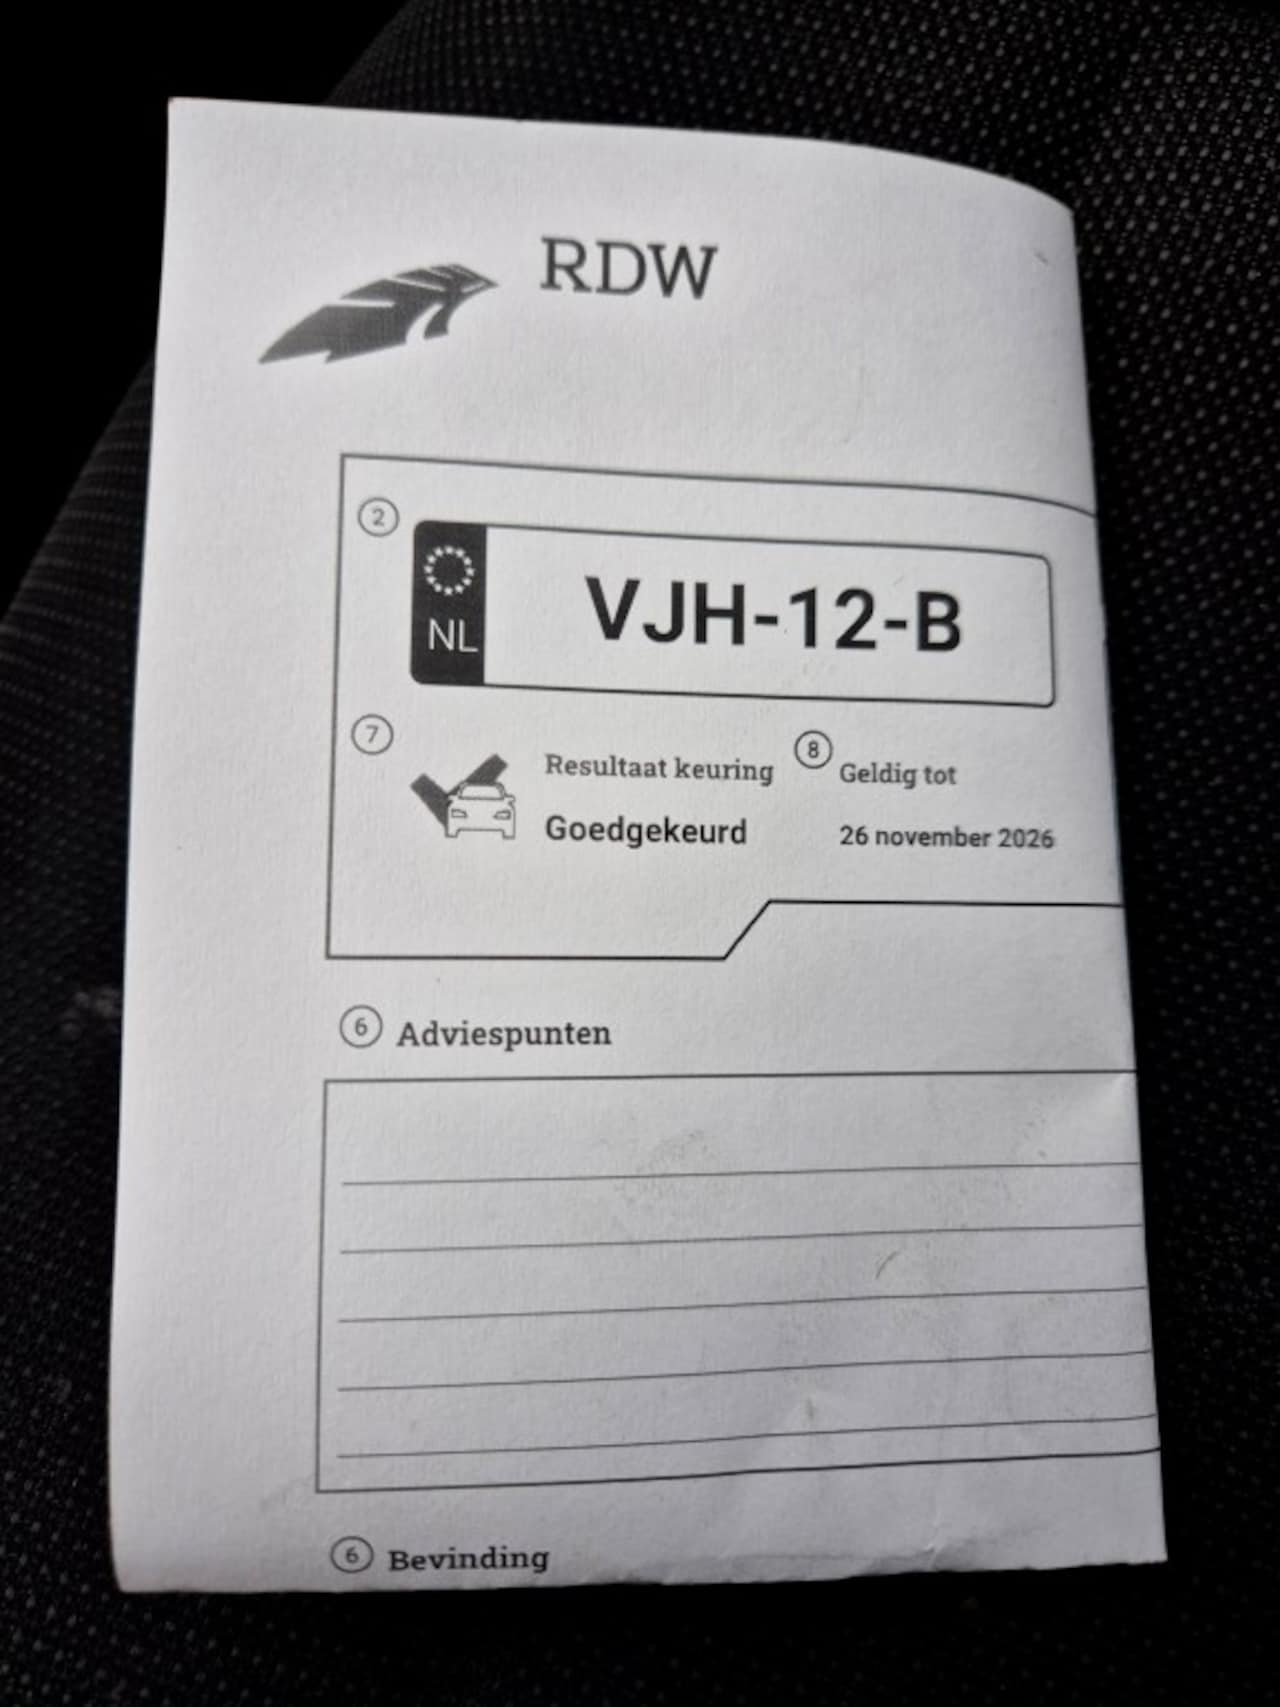 RDW
2
NL
VJH-12-B
7
Resultaat keuring
8
Geldig tot
Goedgekeurd
26 november 2026
6 Adviespunten
6 Bevinding